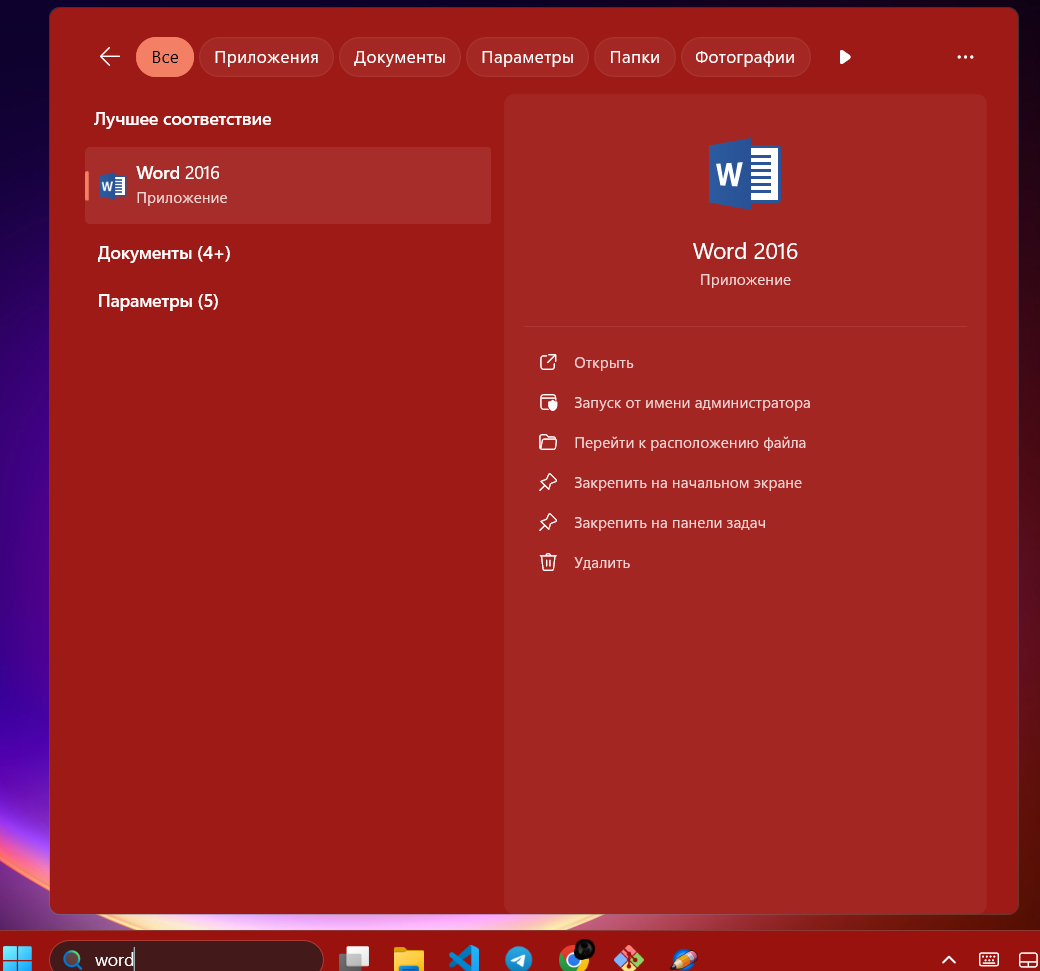 Все
Приложения
Документы
Параметры
Папки
Фотографии
Лучшее соответствие
Word 2016
Приложение
Документы (4+)
Параметры (5)
W
W
Word 2016
Приложение
Открыть
Запуск от имени администратора
Перейти к расположению файла
Закрепить на начальном экране
Закрепить на панели задач
Удалить
word